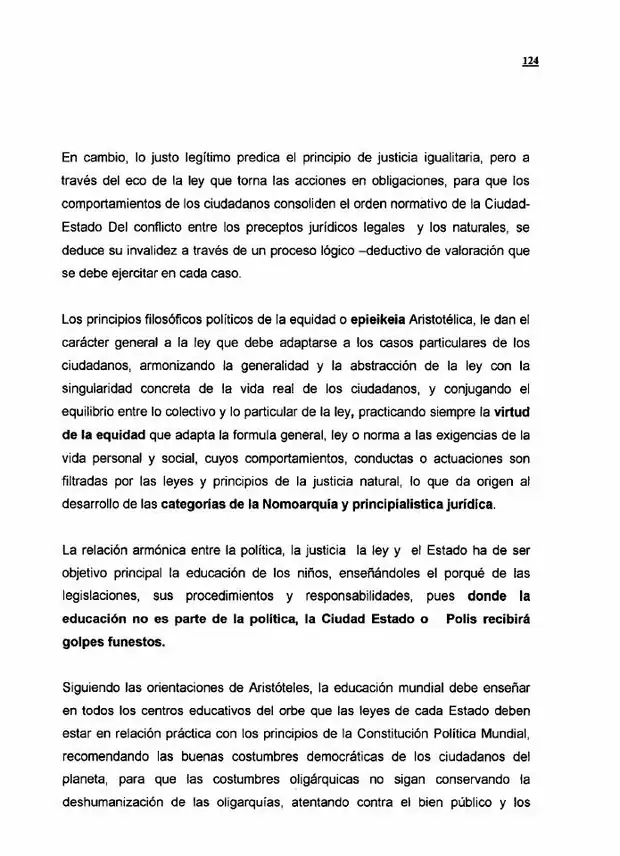 124
En cambio, lo justo legítimo predica el principio de justicia igualitaria, pero a
través del eco de la ley que torna las acciones en obligaciones, para que los
comportamientos de los ciudadanos consoliden el orden normativo de la Ciudad-
Estado Del conflicto entre los preceptos jurídicos legales y los naturales, se
deduce su invalidez a través de un proceso lógico –deductivo de valoración que
se debe ejercitar en cada caso.
Los principios filosóficos políticos de la equidad o epieikeia Aristotélica, le dan el
carácter general a la ley que debe adaptarse a los casos particulares de los
ciudadanos, armonizando la generalidad y la abstracción de la ley con la
singularidad concreta de la vida real de los ciudadanos, y conjugando el
equilibrio entre lo colectivo y lo particular de la ley, practicando siempre la virtud
de la equidad que adapta la formula general, ley o norma a las exigencias de la
vida personal y social, cuyos comportamientos, conductas o actuaciones son
filtradas por las leyes y principios de la justicia natural, lo que da origen al
desarrollo de las categorías de la Nomoarquía y principialistica jurídica.
La relación armónica entre la política, la justicia la ley y el Estado ha de ser
objetivo principal la educación de los niños, enseñándoles el porqué de las
legislaciones, sus procedimientos y responsabilidades, pues donde la
educación no es parte de la política, la Ciudad Estado o Polis recibirá
golpes funestos.
Siguiendo las orientaciones de Aristóteles, la educación mundial debe enseñar
en todos los centros educativos del orbe que las leyes de cada Estado deben
estar en relación práctica con los principios de la Constitución Política Mundial,
recomendando las buenas costumbres democráticas de los ciudadanos del
planeta, para que las costumbres oligárquicas no sigan conservando la
deshumanización de las oligarquías, atentando contra el bien público y los